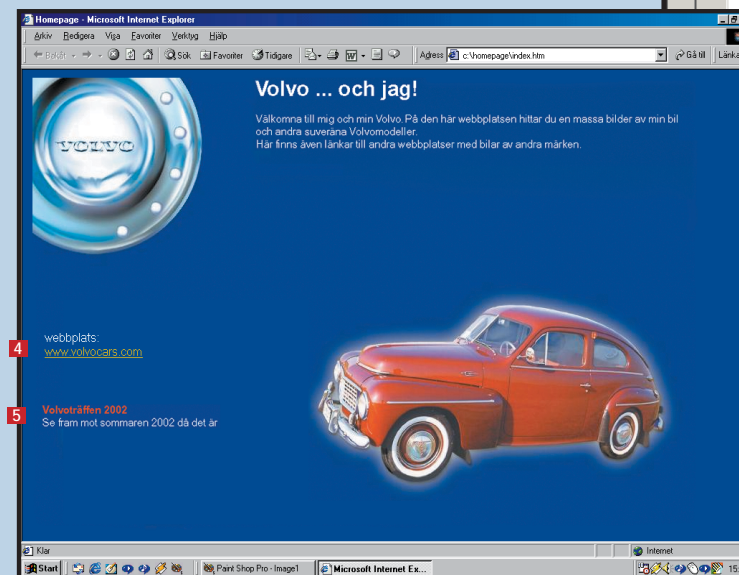 Homepage - Microsoft Internet Explorer
Arkiv Redigera Visa Favoriter Verktyg Hjälp
Bakåt Sök Favoriter Tidigare Adress c:\homepage\index.htm Gå till Länka
VOLVO
Volvo ... och jag!
Välkomna till mig och min Volvo. På den här webbplatsen hittar du en massa bilder av min bil
och andra suveräna Volvomodeller.
Här finns även länkar till andra webbplatser med bilar av andra märken.
4
webbplats:
www.volvocars.com
5
Volvoträffen 2002
Se fram mot sommaren 2002 då det är
Klar Internet
Start Paint Shop Pro - Image1 Microsoft Internet Ex... 15: